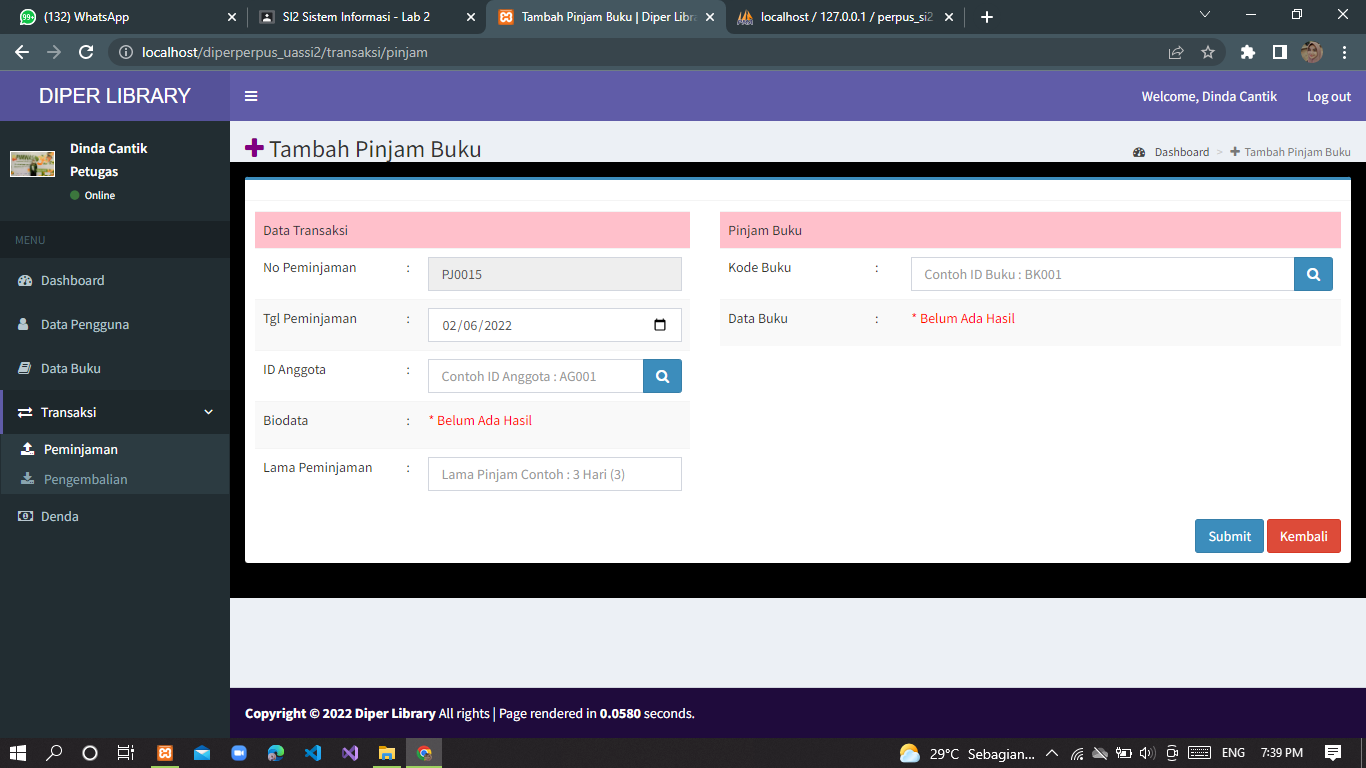 (132) WhatsApp
SI2 Sistem Informasi - Lab 2
Tambah Pinjam Buku | Diper Libra
localhost / 127.0.0.1 / perpus_si2
localhost/diperperpus_uassi2/transaksi/pinjam
DIPER LIBRARY
Welcome, Dinda Cantik
Log out
Dinda Cantik
Petugas
Online
MENU
Dashboard
Data Pengguna
Data Buku
Transaksi
Peminjaman
Pengembalian
Denda
Tambah Pinjam Buku
Dashboard > Tambah Pinjam Buku
Data Transaksi
No Peminjaman : PJ0015
Tgl Peminjaman : 02/06/2022
ID Anggota : Contoh ID Anggota : AG001
Biodata : * Belum Ada Hasil
Lama Peminjaman : Lama Pinjam Contoh : 3 Hari (3)
Pinjam Buku
Kode Buku : Contoh ID Buku : BK001
Data Buku : * Belum Ada Hasil
Submit
Kembali
Copyright © 2022 Diper Library All rights | Page rendered in 0.0580 seconds.
29°C Sebagian...
ENG
7:39 PM